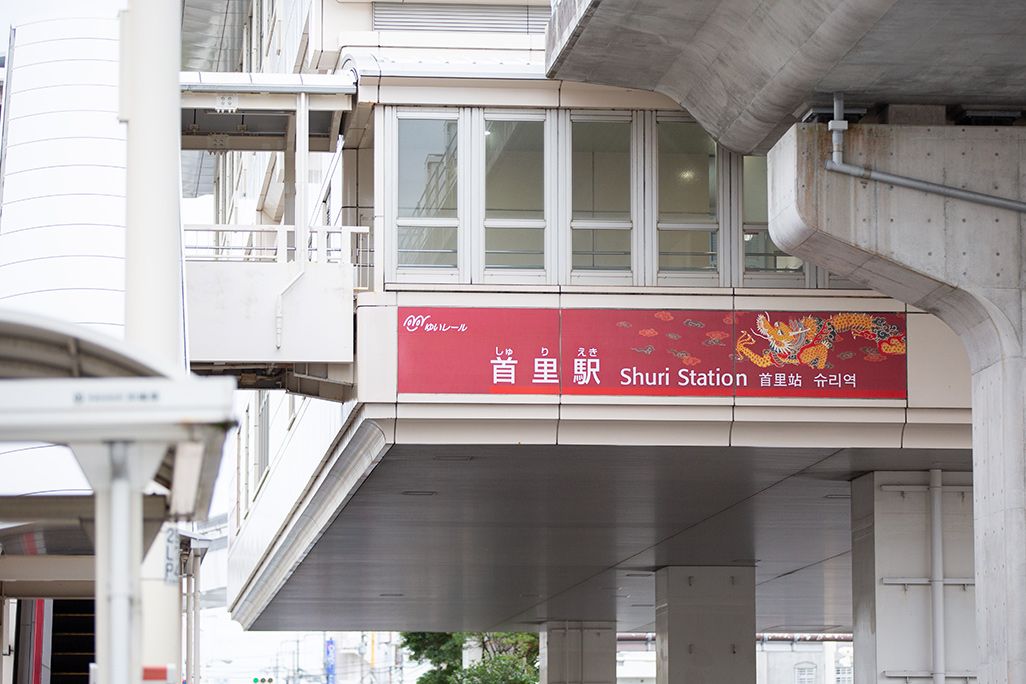 ゆいレール
しゅ り えき
首里駅 Shuri Station 首里站 슈리역